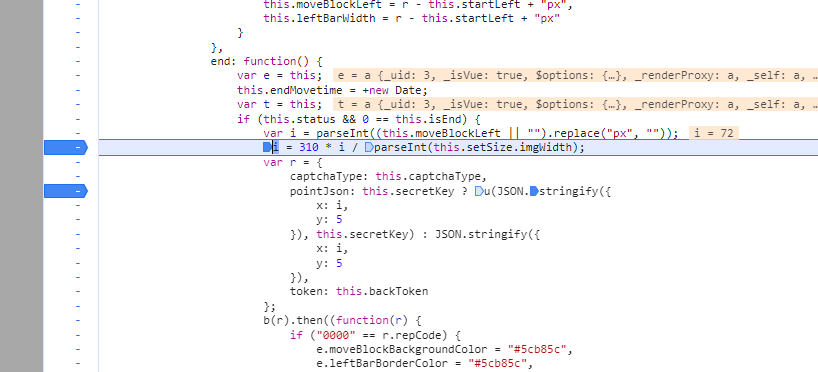 this.moveBlockLeft = r - this.startLeft + "px",
this.leftBarWidth = r - this.startLeft + "px"
}
},
end: function() {
var e = this; e = a {_uid: 3, _isVue: true, $options: {…}, _renderProxy: a, _self: a, …
this.endMovetime = +new Date;
var t = this; t = a {_uid: 3, _isVue: true, $options: {…}, _renderProxy: a, _self: a, …
if (this.status && 0 == this.isEnd) {
var i = parseInt((this.moveBlockLeft || "").replace("px", "")); i = 72
i = 310 * i / parseInt(this.setSize.imgWidth);
var r = {
captchaType: this.captchaType,
pointJson: this.secretKey ? u(JSON.stringify({
x: i,
y: 5
}), this.secretKey) : JSON.stringify({
x: i,
y: 5
}),
token: this.backToken
};
b(r).then((function(r) {
if ("0000" == r.repCode) {
e.moveBlockBackgroundColor = "#5cb85c",
e.leftBarBorderColor = "#5cb85c",